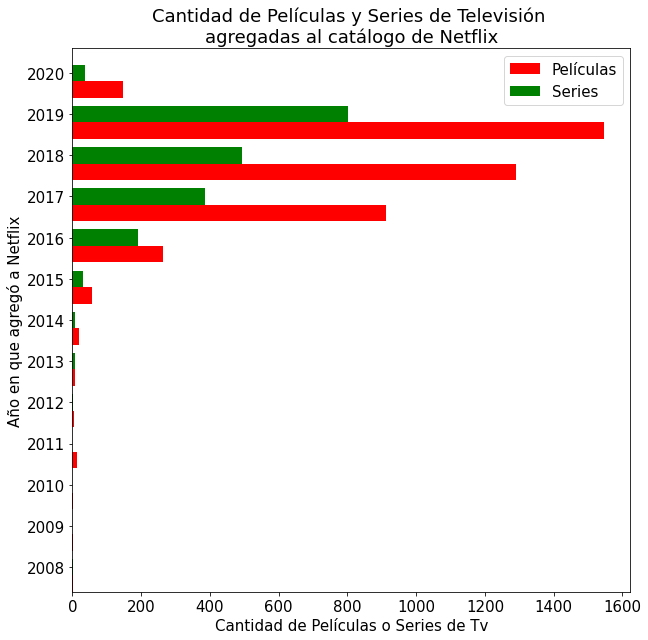 Cantidad de Películas y Series de Televisión
agregadas al catálogo de Netflix
Películas
Series
Año en que agregó a Netflix
2020
2019
2018
2017
2016
2015
2014
2013
2012
2011
2010
2009
2008
0 200 400 600 800 1000 1200 1400 1600
Cantidad de Películas o Series de Tv